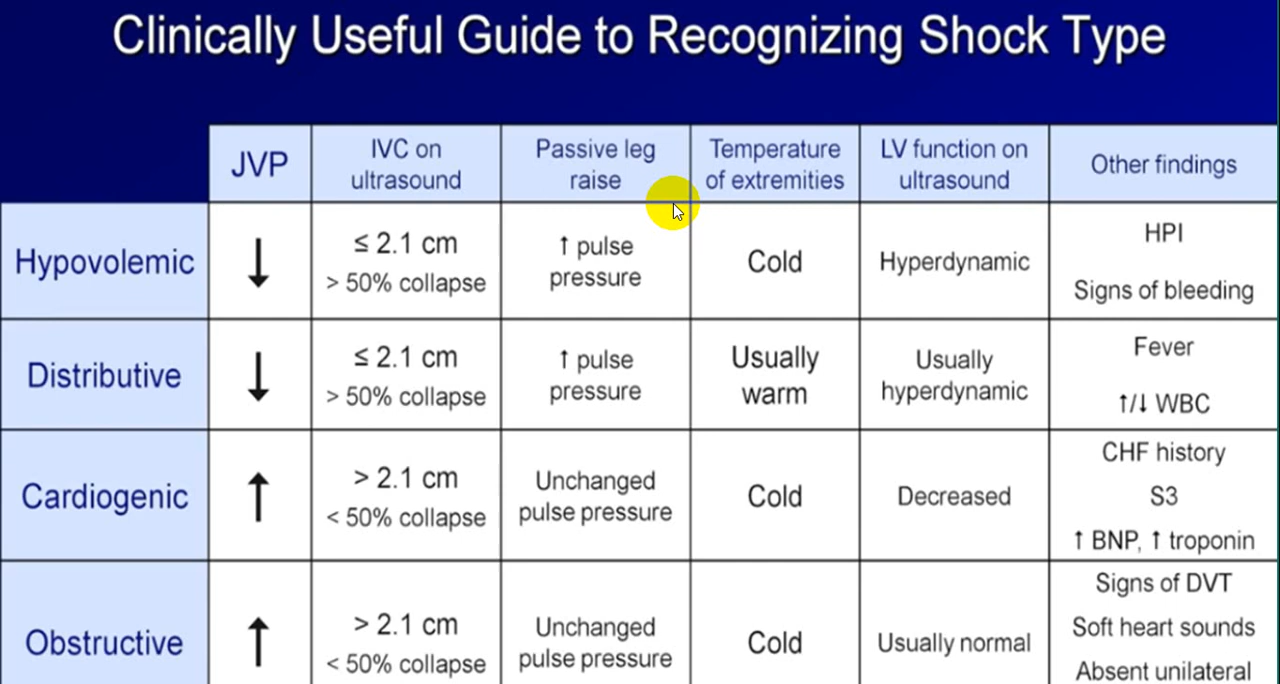 Clinically Useful Guide to Recognizing Shock Type
JVP
IVC on
ultrasound
Passive leg
raise
Temperature
of extremities
LV function on
ultrasound
Other findings
Hypovolemic
↓
≤ 2.1 cm
> 50% collapse
↑ pulse
pressure
Cold
Hyperdynamic
HPI
Signs of bleeding
Distributive
↓
≤ 2.1 cm
> 50% collapse
↑ pulse
pressure
Usually
warm
Usually
hyperdynamic
Fever
↑/↓ WBC
Cardiogenic
↑
> 2.1 cm
< 50% collapse
Unchanged
pulse pressure
Cold
Decreased
CHF history
S3
↑ BNP, ↑ troponin
Obstructive
↑
> 2.1 cm
< 50% collapse
Unchanged
pulse pressure
Cold
Usually normal
Signs of DVT
Soft heart sounds
Absent unilateral